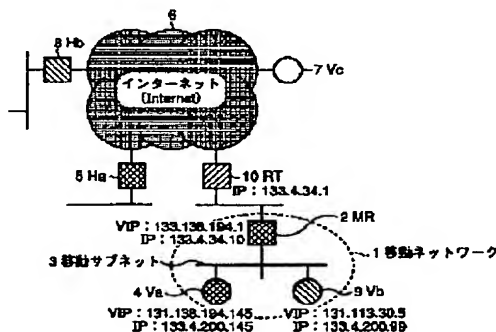 6
8 Hb
インターネット
(Internet)
7 Vc
5 Ha
10 RT
IP：133.4.34.1
VIP：133.138.194.1
IP：133.4.34.10
2 MR
3 移動サブネット
1 移動ネットワーク
4 Va
9 Vb
VIP：131.138.194.145
IP：133.4.200.145
VIP：131.113.30.5
IP：133.4.200.99